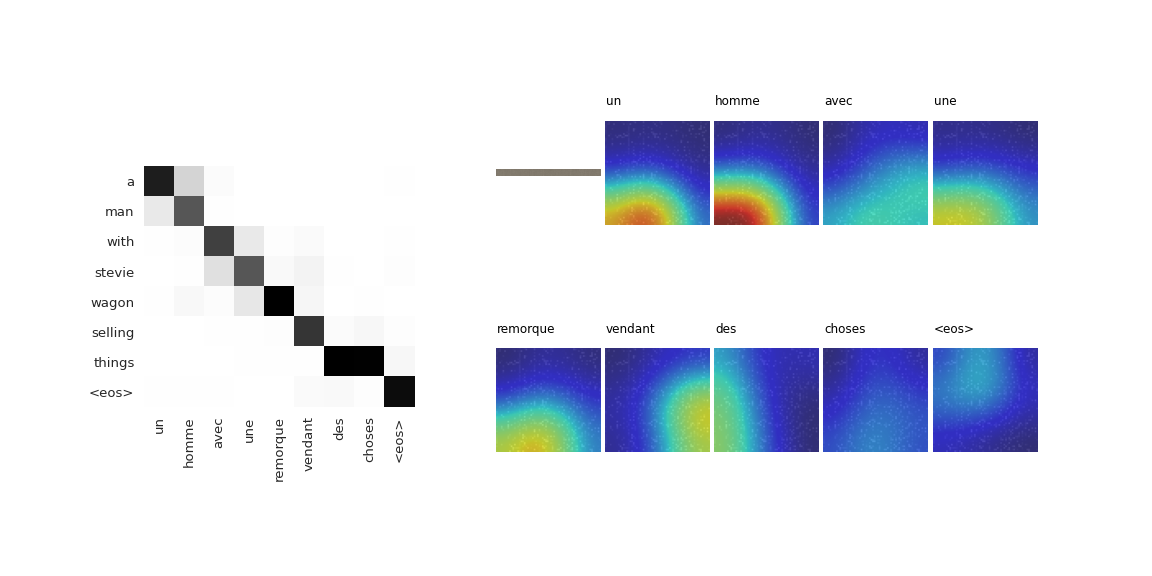 un homme avec une
a
man
with
stevie
wagon
selling
things
<eos>
un homme avec une remorque vendant des choses <eos>
remorque vendant des choses <eos>